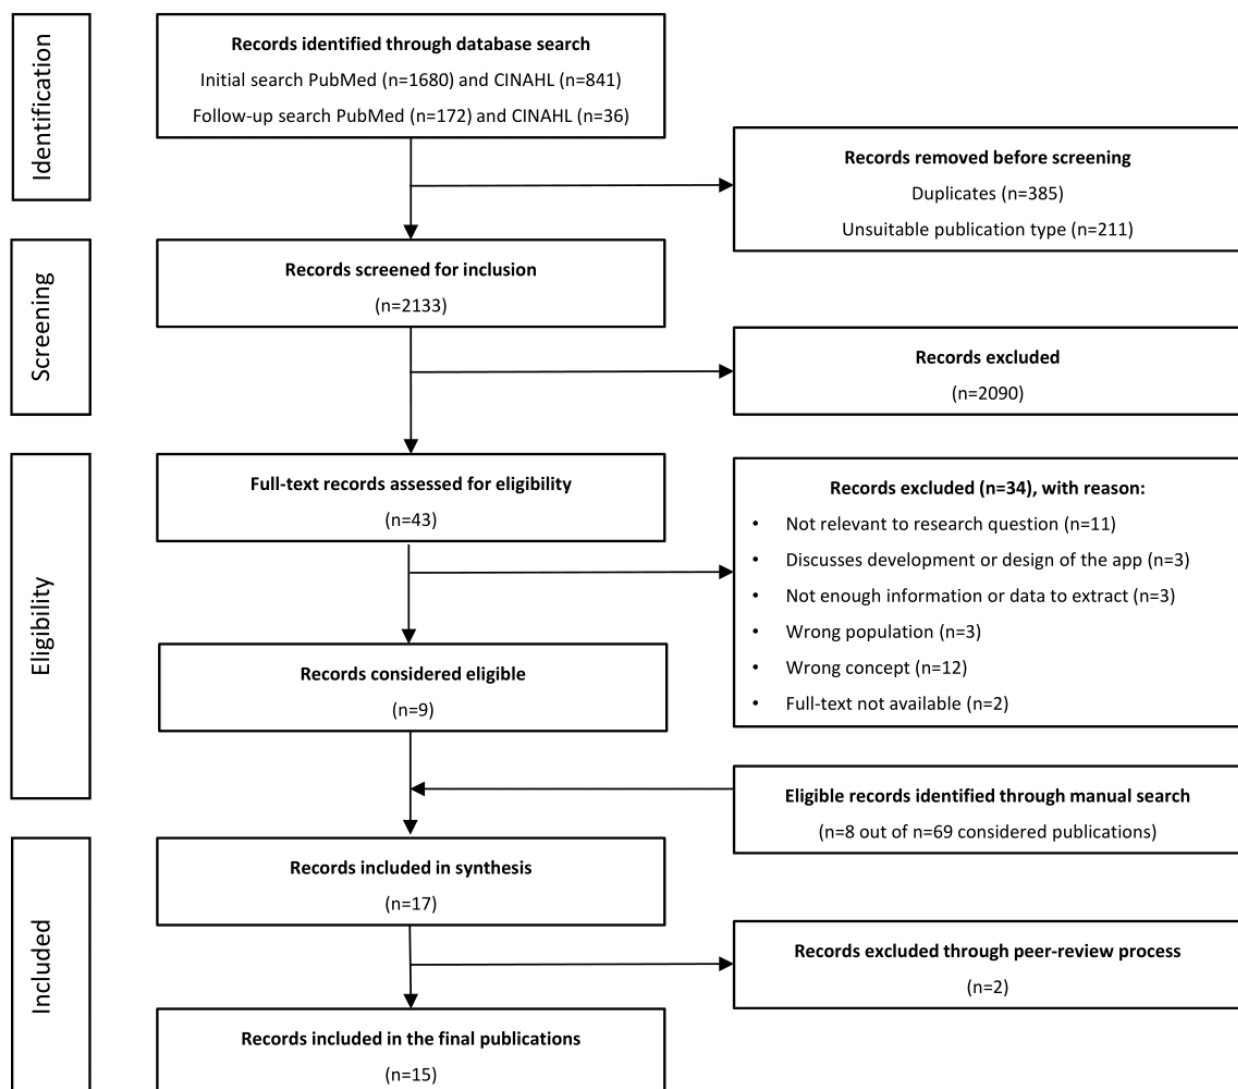 Identification
Records identified through database search
Initial search PubMed (n=1680) and CINAHL (n=841)
Follow-up search PubMed (n=172) and CINAHL (n=36)
Records removed before screening
Duplicates (n=385)
Unsuitable publication type (n=211)
Screening
Records screened for inclusion
(n=2133)
Records excluded
(n=2090)
Eligibility
Full-text records assessed for eligibility
(n=43)
Records excluded (n=34), with reason:
• Not relevant to research question (n=11)
• Discusses development or design of the app (n=3)
• Not enough information or data to extract (n=3)
• Wrong population (n=3)
• Wrong concept (n=12)
• Full-text not available (n=2)
Records considered eligible
(n=9)
Eligible records identified through manual search
(n=8 out of n=69 considered publications)
Included
Records included in synthesis
(n=17)
Records excluded through peer-review process
(n=2)
Records included in the final publications
(n=15)